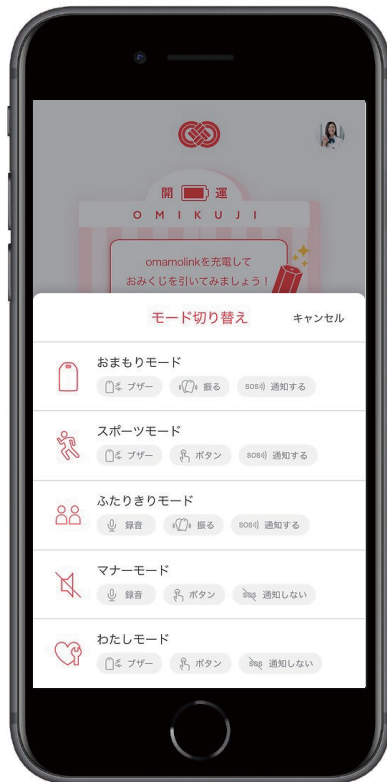 開 運
OMIKUJI
omamolinkを充電して
おみくじを引いてみましょう！
モード切り替え キャンセル
おまもりモード
ブザー 振る SOS 通知する
スポーツモード
ブザー ボタン SOS 通知する
ふたりきりモード
録音 振る SOS 通知する
マナーモード
録音 ボタン SOS 通知しない
わたしモード
ブザー ボタン SOS 通知しない